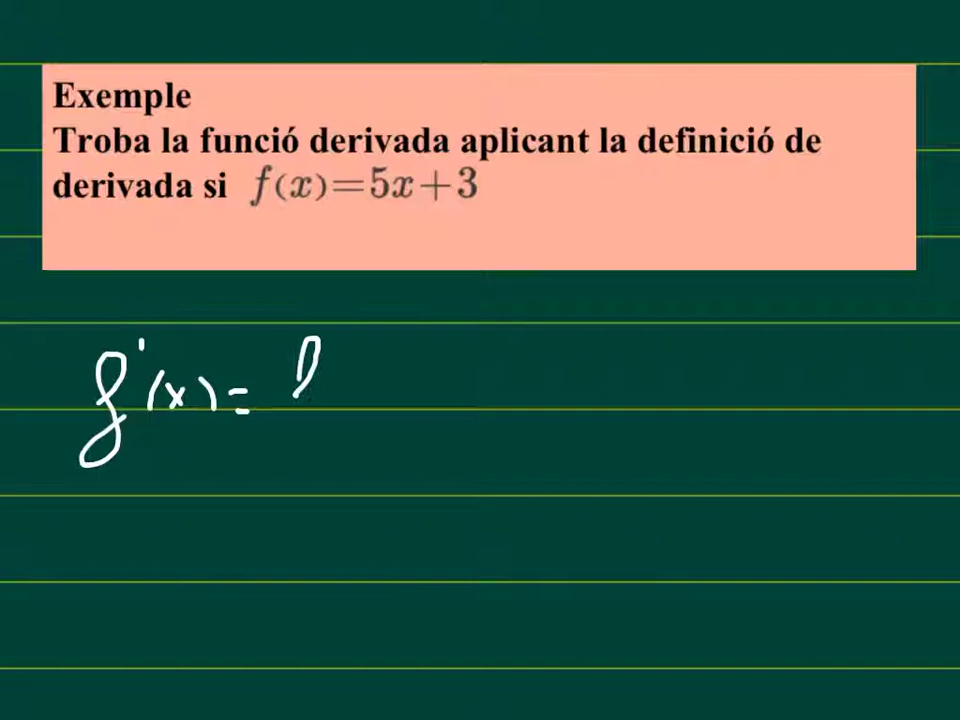 Exemple
Troba la funció derivada aplicant la definició de
derivada si f(x)=5x+3
f'(x)=